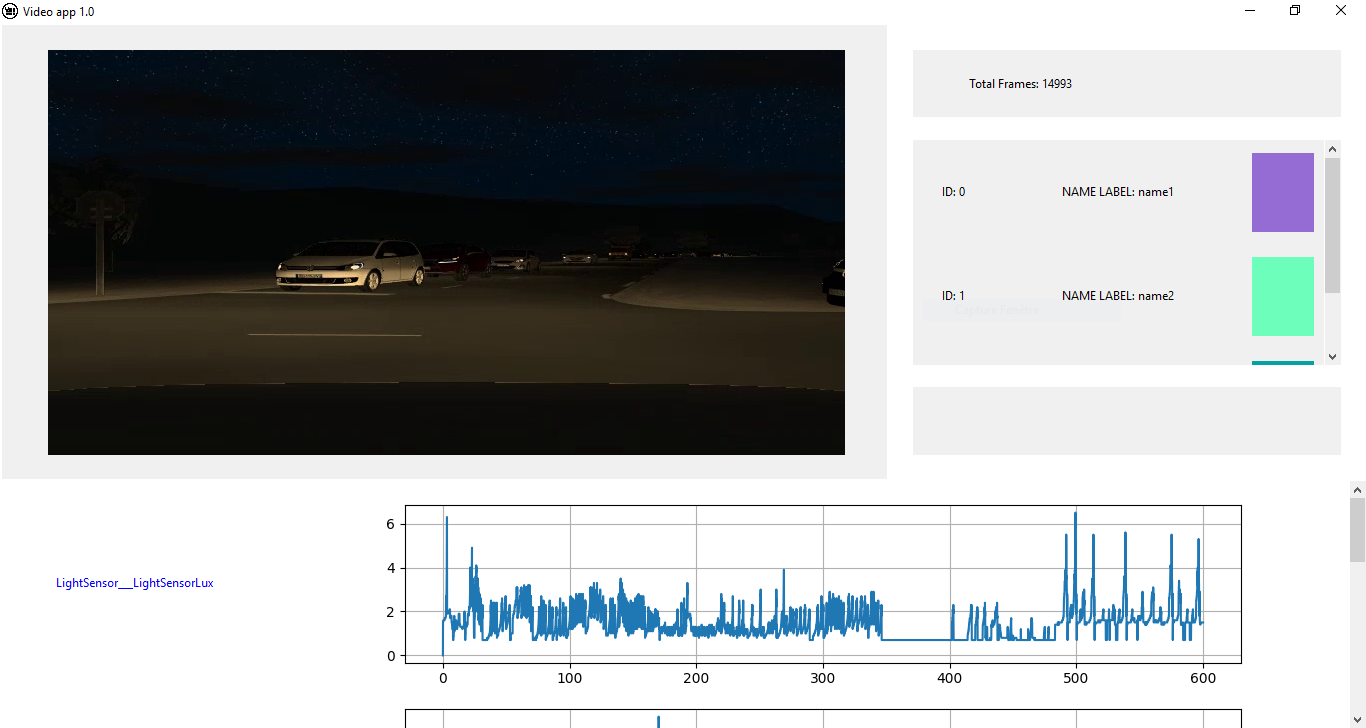 Video app 1.0
Total Frames: 14993
ID: 0 NAME LABEL: name1
ID: 1 NAME LABEL: name2
LightSensor__LightSensorLux
6
4
2
0
0 100 200 300 400 500 600